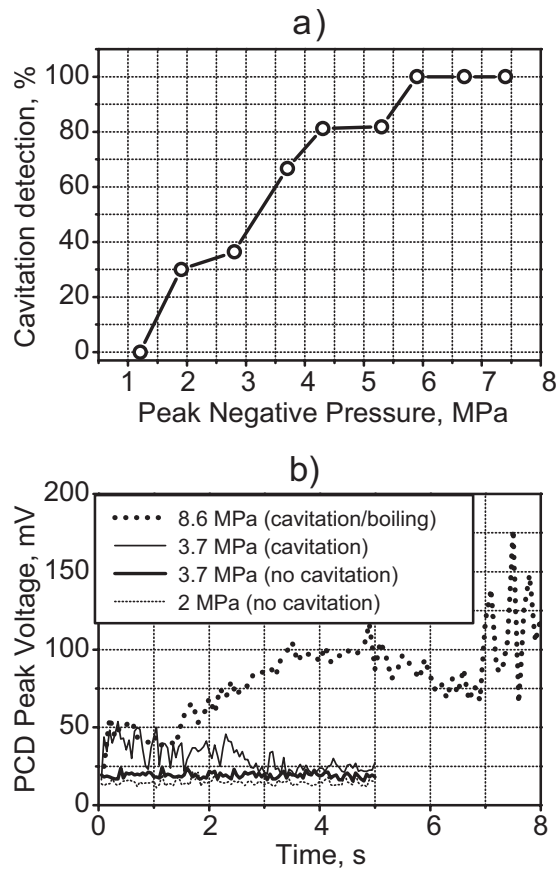 a)
Cavitation detection, %
100
80
60
40
20
0
1 2 3 4 5 6 7 8
Peak Negative Pressure, MPa
b)
PCD Peak Voltage, mV
200
150
100
50
0
8.6 MPa (cavitation/boiling)
3.7 MPa (cavitation)
3.7 MPa (no cavitation)
2 MPa (no cavitation)
0 2 4 6 8
Time, s